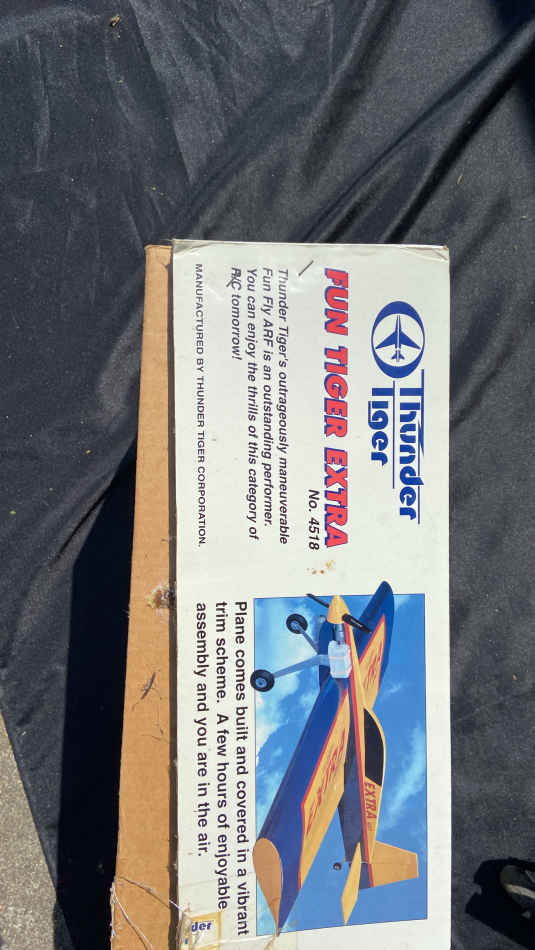 Thunder
Tiger
FUN TIGER EXTRA
No. 4518
Thunder Tiger's outrageously maneuverable
Fun Fly ARF is an outstanding performer.
You can enjoy the thrills of this category of
R/C tomorrow!
MANUFACTURED BY THUNDER TIGER CORPORATION.
EXTRA
Plane comes built and covered in a vibrant
trim scheme. A few hours of enjoyable
assembly and you are in the air.